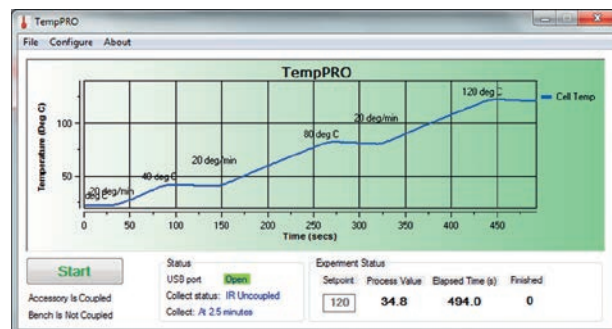 TempPRO
File Configure About
TempPRO
120 deg C
Cell Temp
20 deg/min
80 deg C
20 deg/min
40 deg C
20 deg/min
deg C
Temperature (Deg C)
100
50
0 50 100 150 200 250 300 350 400 450
Time (secs)
Start
Accessory Is Coupled
Bench Is Not Coupled
Status
USB port Open
Collect status: IR Uncoupled
Collect: At 2.5 minutes
Experiment Status
Setpoint Process Value Elapsed Time (s) Finished
120 34.8 494.0 0